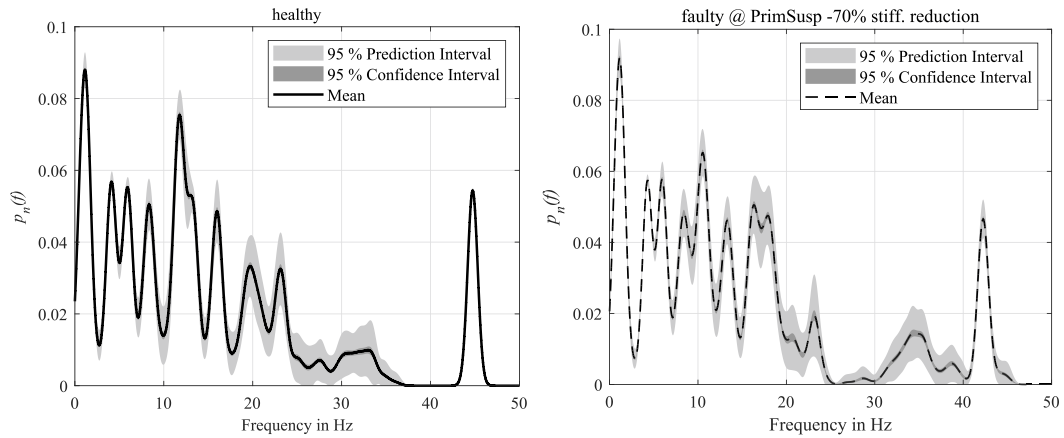 healthy
0.1
0.08
0.06
0.04
0.02
0
pₙ(f)
95 % Prediction Interval
95 % Confidence Interval
Mean
0 10 20 30 40 50
Frequency in Hz
faulty @ PrimSusp -70% stiff. reduction
0.1
0.08
0.06
0.04
0.02
0
pₙ(f)
95 % Prediction Interval
95 % Confidence Interval
Mean
0 10 20 30 40 50
Frequency in Hz